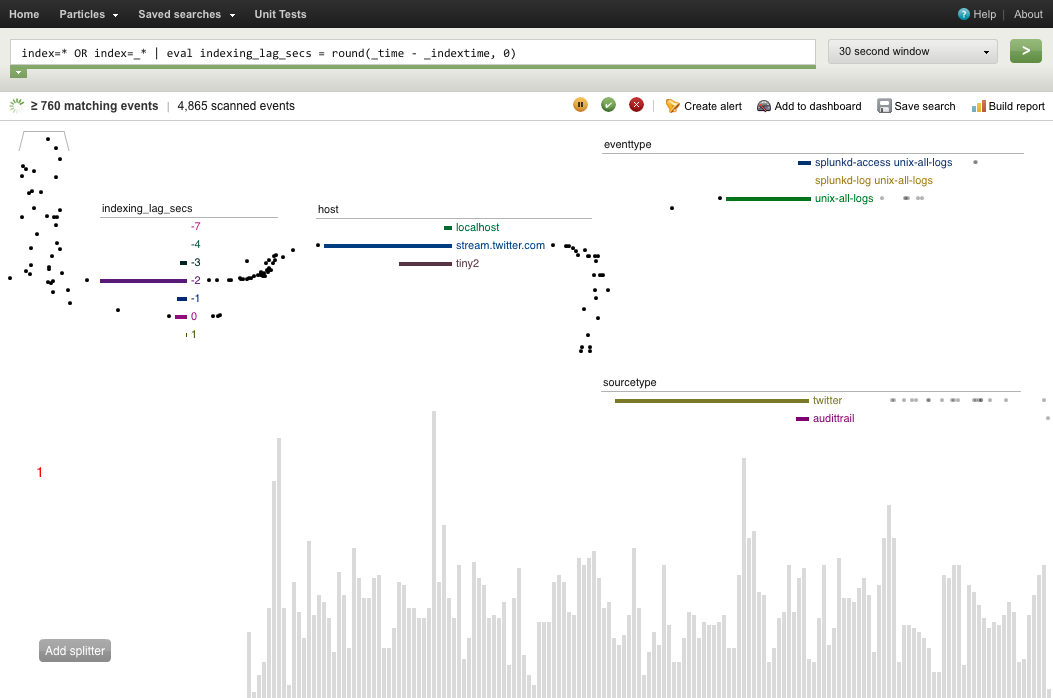 Home Particles Saved searches Unit Tests ? Help | About
index=* OR index=_* | eval indexing_lag_secs = round(_time - _indextime, 0)
30 second window
>
≥ 760 matching events | 4,865 scanned events
Create alert Add to dashboard Save search Build report
eventtype
splunkd-access unix-all-logs
splunkd-log unix-all-logs
unix-all-logs
indexing_lag_secs
-7
-4
-3
-2
-1
0
1
host
localhost
stream.twitter.com
tiny2
sourcetype
twitter
audittrail
1
Add splitter